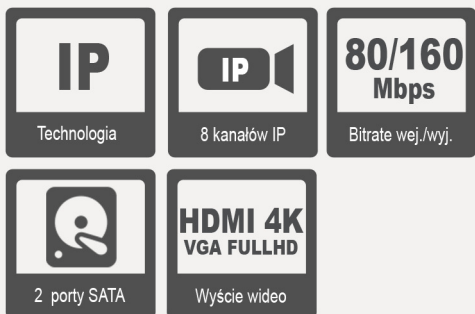 IP
Technologia
IP
8 kanałów IP
80/160
Mbps
Bitrate wej./wyj.
2 porty SATA
HDMI 4K
VGA FULLHD
Wyście wideo